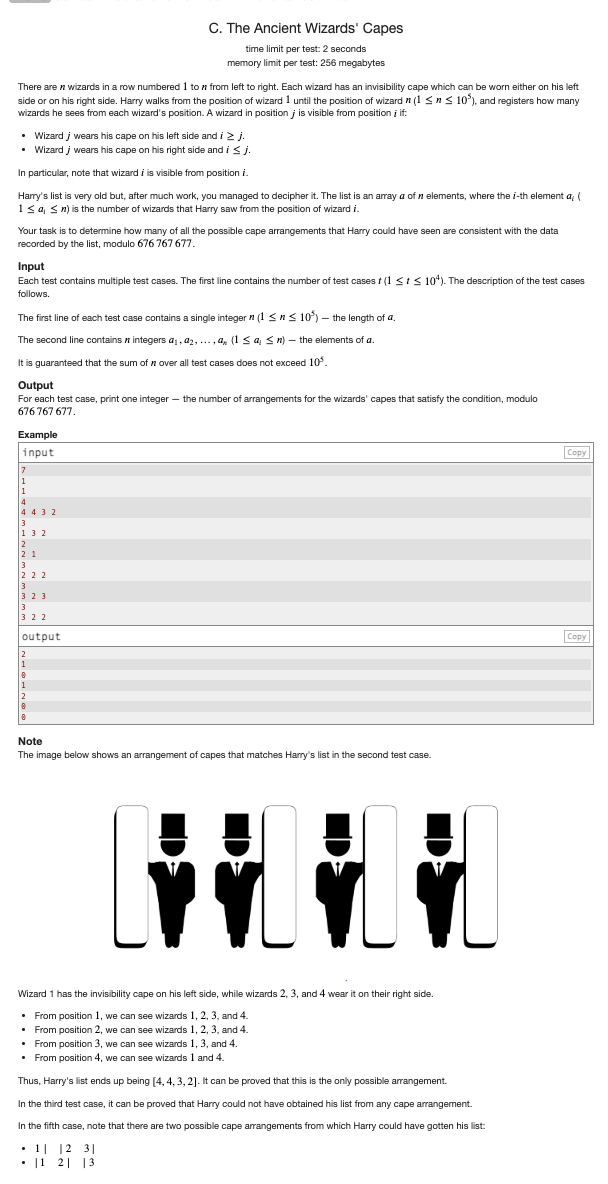 C. The Ancient Wizards' Capes
time limit per test: 2 seconds
memory limit per test: 256 megabytes
There are n wizards in a row numbered 1 to n from left to right. Each wizard has an invisibility cape which can be worn either on his left
side or on his right side. Harry walks from the position of wizard 1 until the position of wizard n (1 ≤ n ≤ 10^5), and registers how many
wizards he sees from each wizard's position. A wizard in position j is visible from position i if:
• Wizard j wears his cape on his left side and i ≥ j.
• Wizard j wears his cape on his right side and i ≤ j.
In particular, note that wizard i is visible from position i.
Harry's list is very old but, after much work, you managed to decipher it. The list is an array a of n elements, where the i-th element a_i (
1 ≤ a_i ≤ n) is the number of wizards that Harry saw from the position of wizard i.
Your task is to determine how many of all the possible cape arrangements that Harry could have seen are consistent with the data
recorded by the list, modulo 676 767 677.
Input
Each test contains multiple test cases. The first line contains the number of test cases t (1 ≤ t ≤ 10^4). The description of the test cases
follows.
The first line of each test case contains a single integer n (1 ≤ n ≤ 10^5) — the length of a.
The second line contains n integers a_1, a_2, ..., a_n (1 ≤ a_i ≤ n) — the elements of a.
It is guaranteed that the sum of n over all test cases does not exceed 10^5.
Output
For each test case, print one integer — the number of arrangements for the wizards' capes that satisfy the condition, modulo
676 767 677.
Example
input Copy
7
1
1
4
4 4 3 2
3
1 3 2
2
2 1
3
2 2 2
3
3 2 3
3
3 2 2
output Copy
2
1
0
1
2
0
0
Note
The image below shows an arrangement of capes that matches Harry's list in the second test case.
Wizard 1 has the invisibility cape on his left side, while wizards 2, 3, and 4 wear it on their right side.
• From position 1, we can see wizards 1, 2, 3, and 4.
• From position 2, we can see wizards 1, 2, 3, and 4.
• From position 3, we can see wizards 1, 3, and 4.
• From position 4, we can see wizards 1 and 4.
Thus, Harry's list ends up being [4, 4, 3, 2]. It can be proved that this is the only possible arrangement.
In the third test case, it can be proved that Harry could not have obtained his list from any cape arrangement.
In the fifth case, note that there are two possible cape arrangements from which Harry could have gotten his list:
• 1 | | 2 3 |
• | 1 2 | | 3